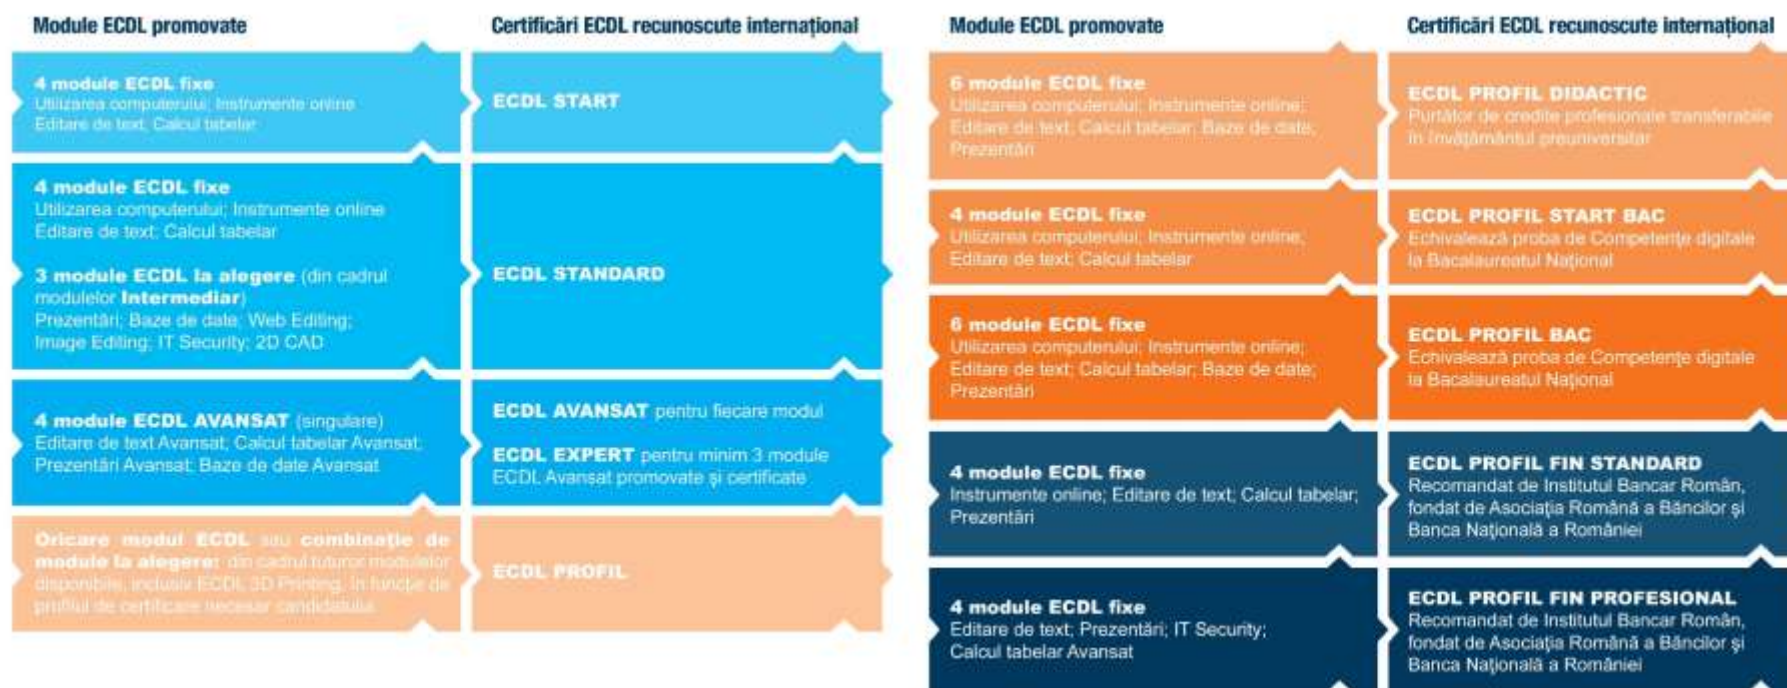 Module ECDL promovate
Certificări ECDL recunoscute internațional
4 module ECDL fixe
Utilizarea computerului; Instrumente online
Editare de text; Calcul tabelar
ECDL START
4 module ECDL fixe
Utilizarea computerului; Instrumente online
Editare de text; Calcul tabelar
3 module ECDL la alegere (din cadrul
modulelor Intermediar)
Prezentări; Baze de date; Web Editing;
Image Editing; IT Security; 2D CAD
ECDL STANDARD
4 module ECDL AVANSAT (singulare)
Editare de text Avansat; Calcul tabelar Avansat;
Prezentări Avansat; Baze de date Avansat
ECDL AVANSAT pentru fiecare modul
ECDL EXPERT pentru minim 3 module
ECDL Avansat promovate și certificate
Oricare modul ECDL sau combinație de
module la alegere: din cadrul tuturor modulelor
disponibile, inclusiv ECDL 3D Printing, în funcție de
profilul de certificare necesar candidatului
ECDL PROFIL
Module ECDL promovate
Certificări ECDL recunoscute internațional
6 module ECDL fixe
Utilizarea computerului; Instrumente online;
Editare de text; Calcul tabelar; Baze de date;
Prezentări
ECDL PROFIL DIDACTIC
Purtător de credite profesionale transferabile
în învățământul preuniversitar
4 module ECDL fixe
Utilizarea computerului; Instrumente online;
Editare de text; Calcul tabelar
ECDL PROFIL START BAC
Echivalează proba de Competențe digitale
la Bacalaureatul Național
6 module ECDL fixe
Utilizarea computerului; Instrumente online;
Editare de text; Calcul tabelar; Baze de date;
Prezentări
ECDL PROFIL BAC
Echivalează proba de Competențe digitale
la Bacalaureatul Național
4 module ECDL fixe
Instrumente online; Editare de text; Calcul tabelar;
Prezentări
ECDL PROFIL FIN STANDARD
Recomandat de Institutul Bancar Român,
fondat de Asociația Română a Băncilor și
Banca Națională a României
4 module ECDL fixe
Editare de text; Prezentări; IT Security;
Calcul tabelar Avansat
ECDL PROFIL FIN PROFESIONAL
Recomandat de Institutul Bancar Român,
fondat de Asociația Română a Băncilor și
Banca Națională a României